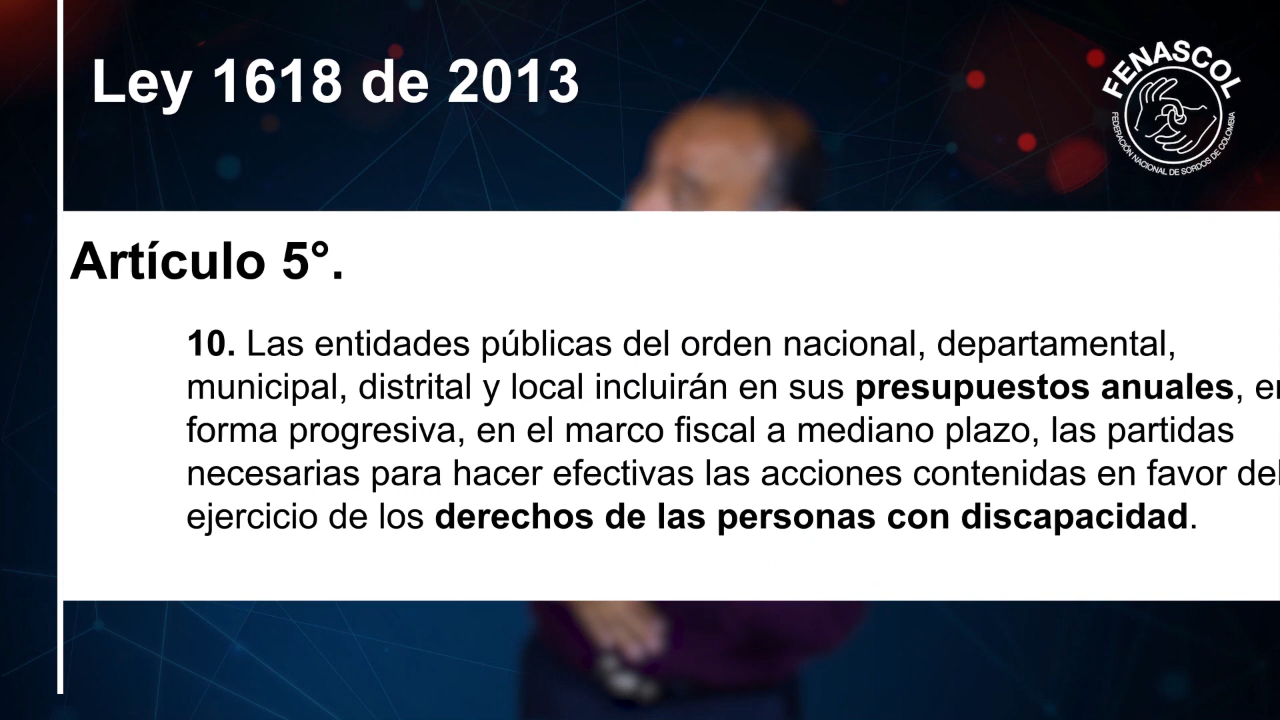 Ley 1618 de 2013
FENASCOL
FEDERACIÓN NACIONAL DE SORDOS DE COLOMBIA
Artículo 5°.
10. Las entidades públicas del orden nacional, departamental,
municipal, distrital y local incluirán en sus presupuestos anuales, en
forma progresiva, en el marco fiscal a mediano plazo, las partidas
necesarias para hacer efectivas las acciones contenidas en favor del
ejercicio de los derechos de las personas con discapacidad.